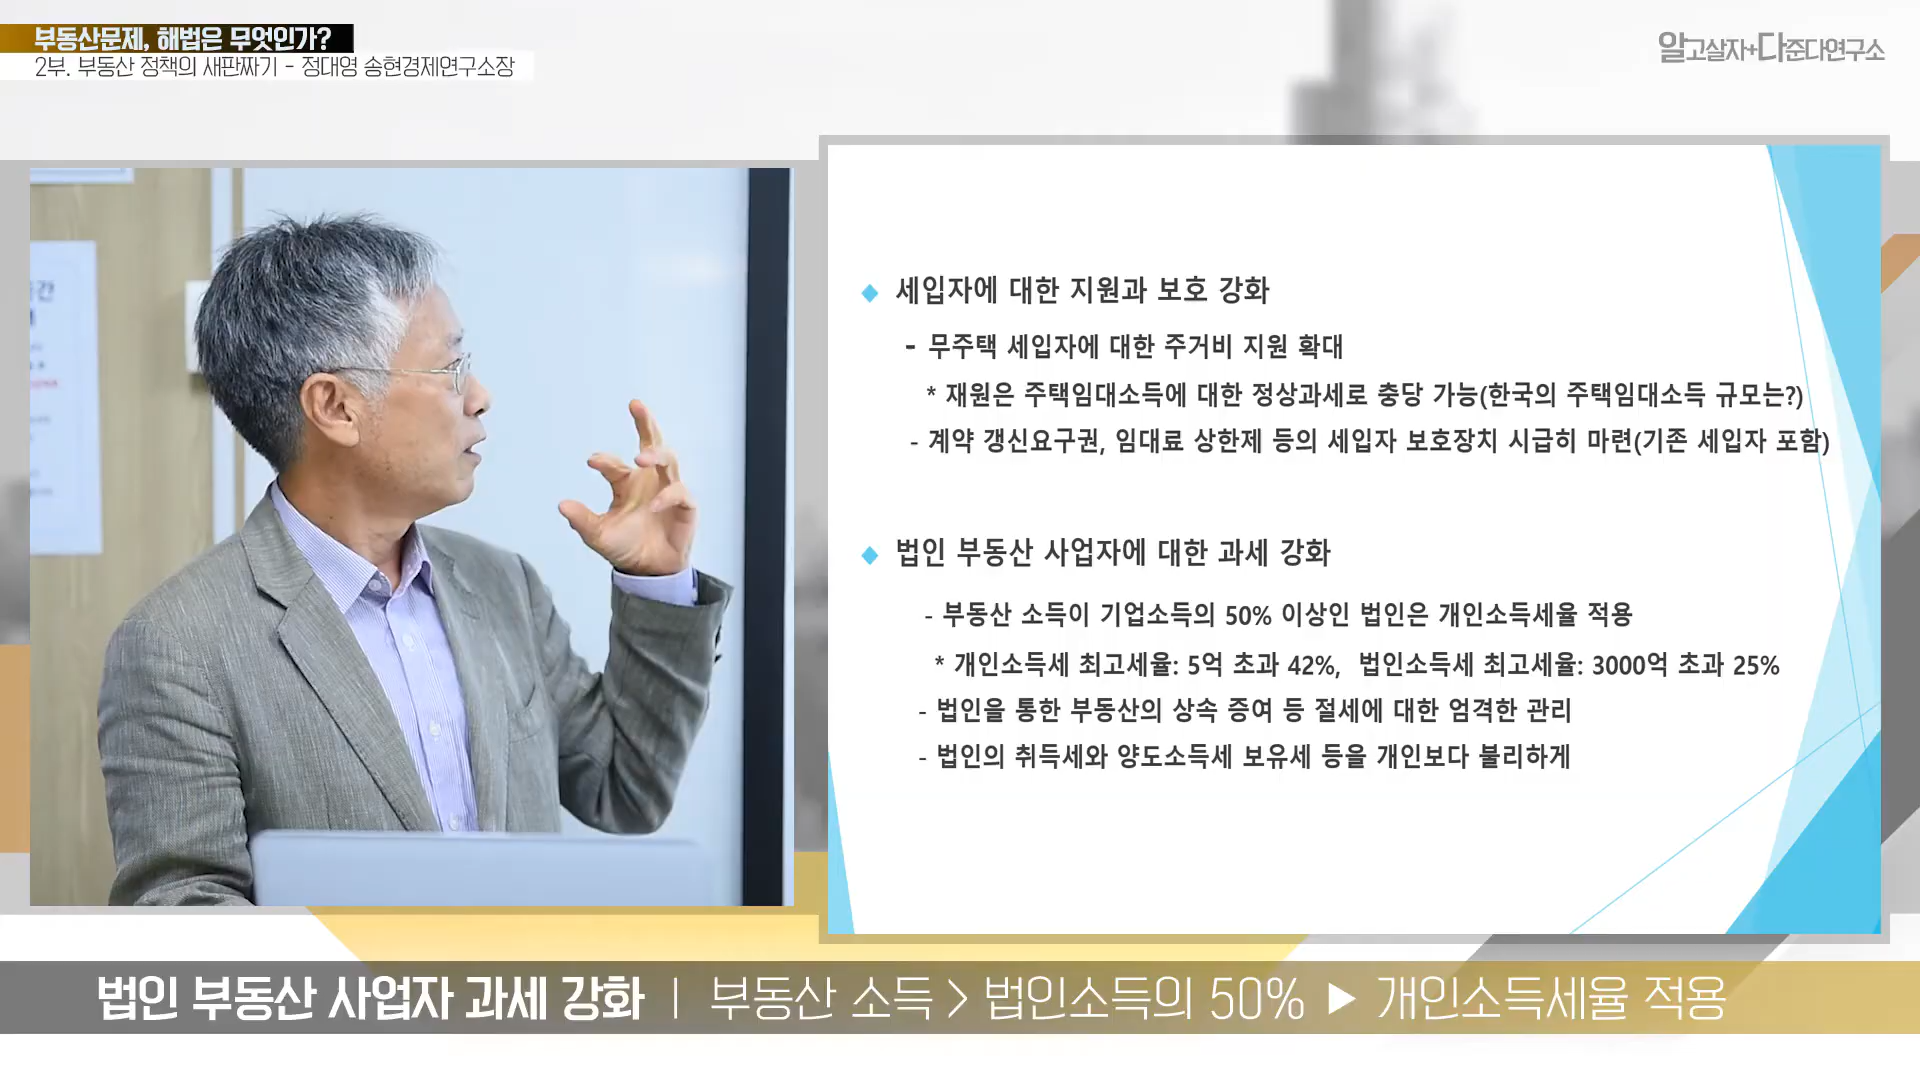 부동산문제, 해법은 무엇인가?
2부. 부동산 정책의 새판짜기 - 정대영 송현경제연구소장
알고살자+다준다연구소
◆ 세입자에 대한 지원과 보호 강화
- 무주택 세입자에 대한 주거비 지원 확대
* 재원은 주택임대소득에 대한 정상과세로 충당 가능(한국의 주택임대소득 규모는?)
- 계약 갱신요구권, 임대료 상한제 등의 세입자 보호장치 시급히 마련(기존 세입자 포함)
◆ 법인 부동산 사업자에 대한 과세 강화
- 부동산 소득이 기업소득의 50% 이상인 법인은 개인소득세율 적용
* 개인소득세 최고세율: 5억 초과 42%, 법인소득세 최고세율: 3000억 초과 25%
- 법인을 통한 부동산의 상속 증여 등 절세에 대한 엄격한 관리
- 법인의 취득세와 양도소득세 보유세 등을 개인보다 불리하게
법인 부동산 사업자 과세 강화 | 부동산 소득 > 법인소득의 50% ▶ 개인소득세율 적용